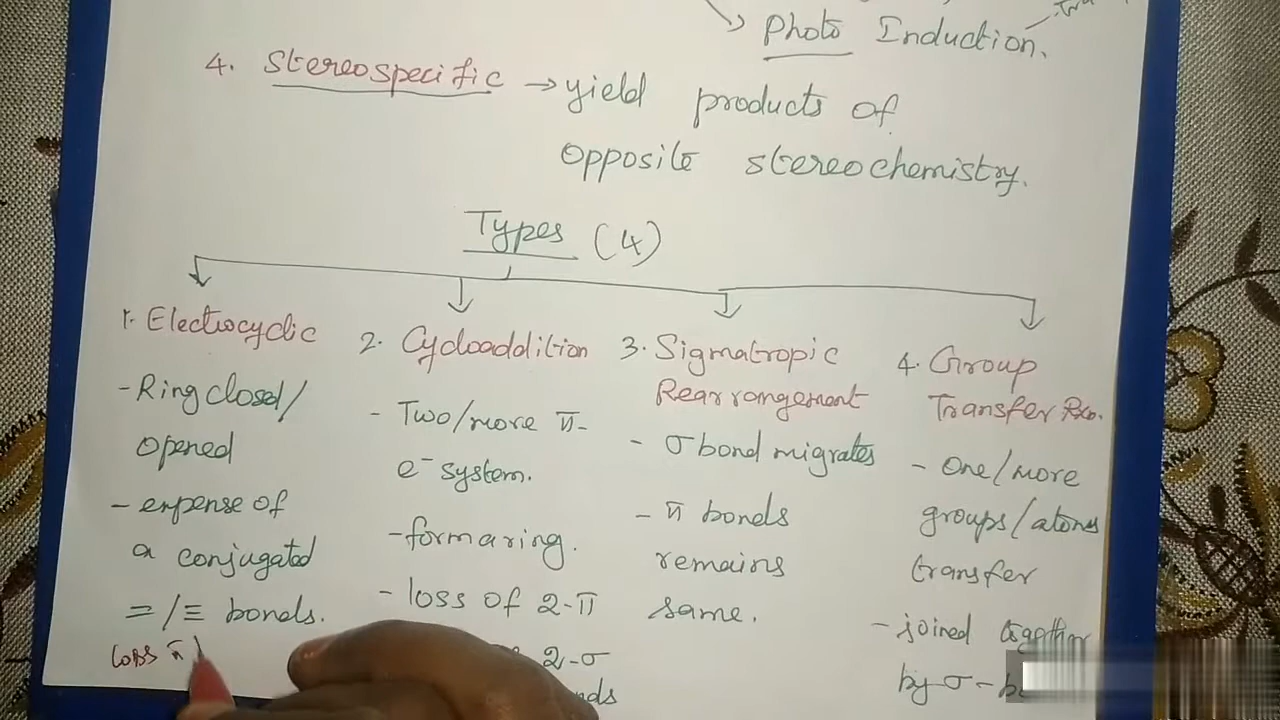 Photo Induction.
4. Stereospecific → yield products of
opposite stereochemistry.
Types (4)
1. Electrocyclic
- Ring closed/
opened
- expense of
a conjugated
= / ≡ bonds.
loss π
2. Cycloaddition
- Two/more π-
e⁻ system.
- form a ring.
- loss of 2-π
2-σ
3. Sigmatropic
Rearrangement
- σ bond migrates
- π bonds
remains
same.
4. Group
Transfer Rxn.
- One/more
groups/atoms
transfer
- joined together
by σ-